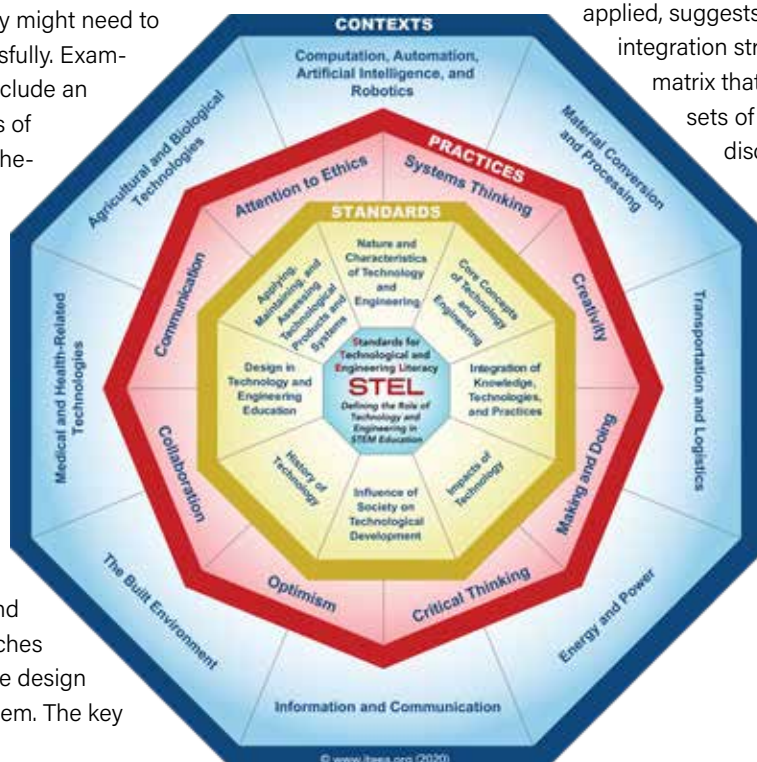 y might need to
sfully. Exam-
clude an
s of
he-
applied, suggests
integration str
matrix that
sets of
disc
CONTEXTS
Computation, Automation,
Artificial Intelligence, and
Robotics
Material Conversion
and Processing
Transportation and Logistics
Energy and Power
Information and Communication
The Built Environment
Medical and Health-Related
Technologies
Agricultural and Biological
Technologies
PRACTICES
Systems Thinking
Creativity
Making and Doing
Critical Thinking
Optimism
Collaboration
Communication
Attention to Ethics
STANDARDS
Nature and
Characteristics
of Technology
and
Engineering
Core Concepts
of Technology
and
Engineering
Integration of
Knowledge,
Technologies,
and Practices
Impacts of
Technology
Influence of
Society on
Technological
Development
History of
Technology
Design in
Technology and
Engineering
Education
Applying,
Maintaining, and
Assessing
Technological
Products and
Systems
Standards for
Technological and
Engineering Literacy
STEL
Defining the Role of
Technology and
Engineering in
STEM Education
nd
ches
e design
em. The key
© www.iteea.org (2020)